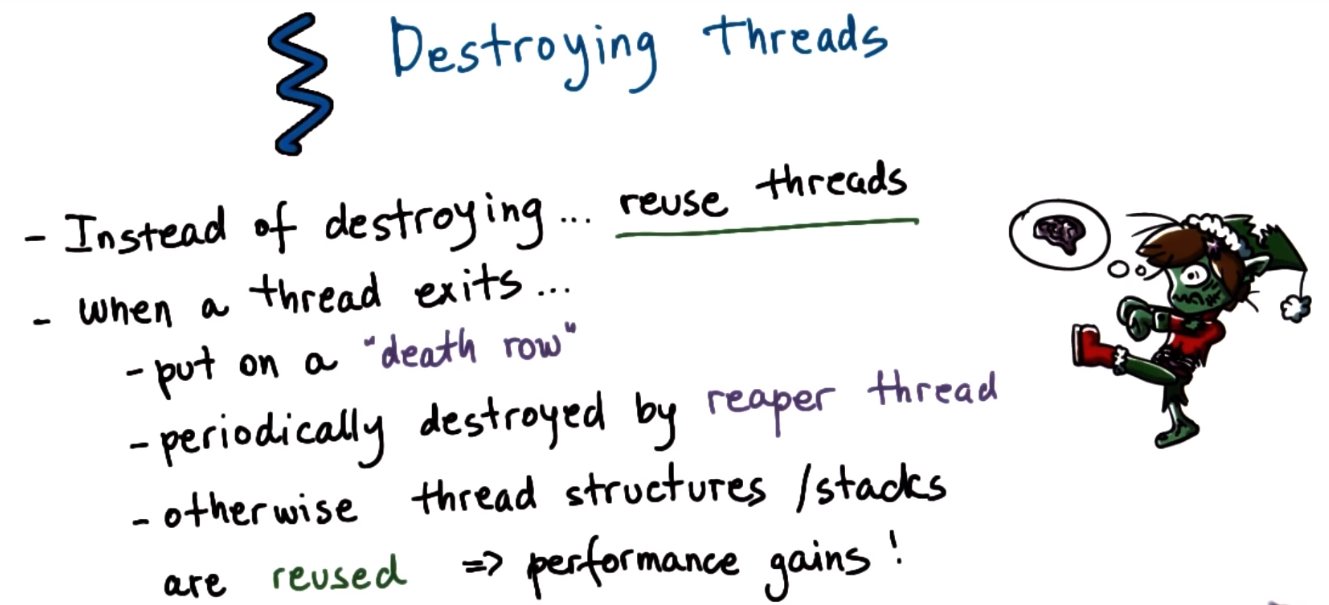 Destroying Threads
- Instead of destroying... reuse threads
- when a thread exits...
- put on a "death row"
- periodically destroyed by reaper thread
- otherwise thread structures /stacks
are reused => performance gains!